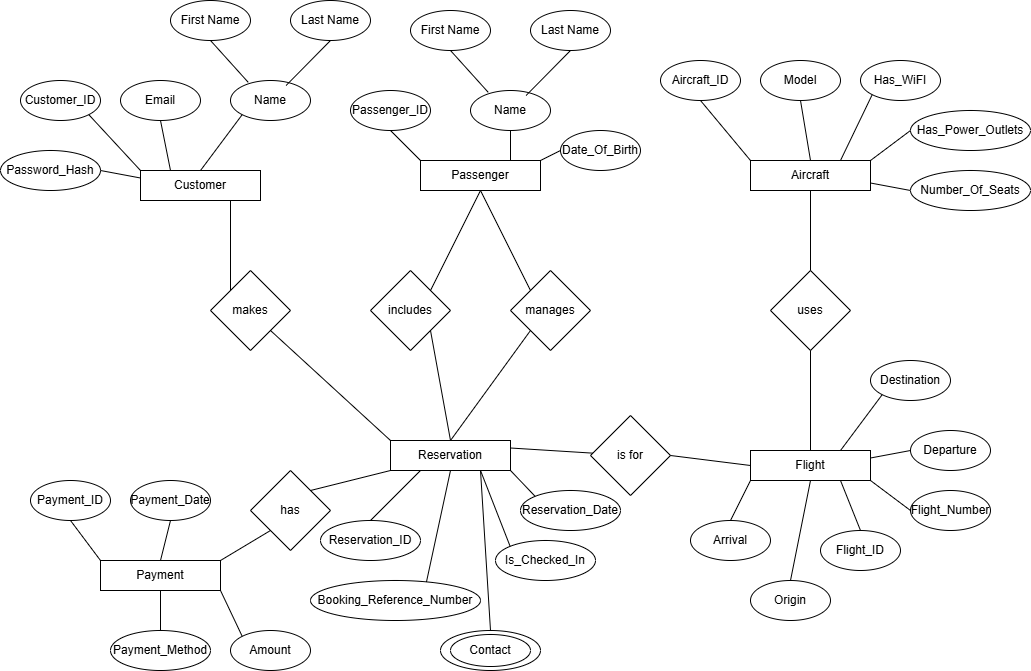 First Name
Last Name
First Name
Last Name
Customer_ID
Email
Name
Passenger_ID
Name
Aircraft_ID
Model
Has_WiFI
Has_Power_Outlets
Date_Of_Birth
Password_Hash
Customer
Passenger
Aircraft
Number_Of_Seats
makes
includes
manages
uses
Destination
Reservation
is for
Flight
Departure
Payment_ID
Payment_Date
has
Reservation_Date
Flight_Number
Reservation_ID
Arrival
Flight_ID
Is_Checked_In
Payment
Booking_Reference_Number
Origin
Payment_Method
Amount
Contact